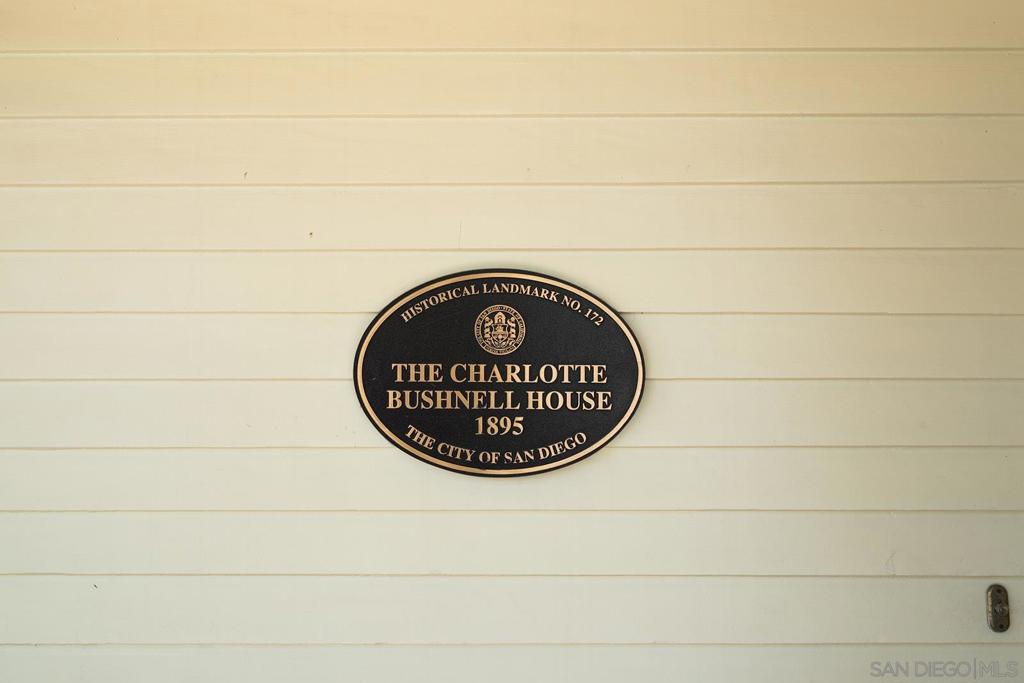 HISTORICAL LANDMARK NO. 172
THE CHARLOTTE
BUSHNELL HOUSE
1895
THE CITY OF SAN DIEGO
SAN DIEGO|MLS